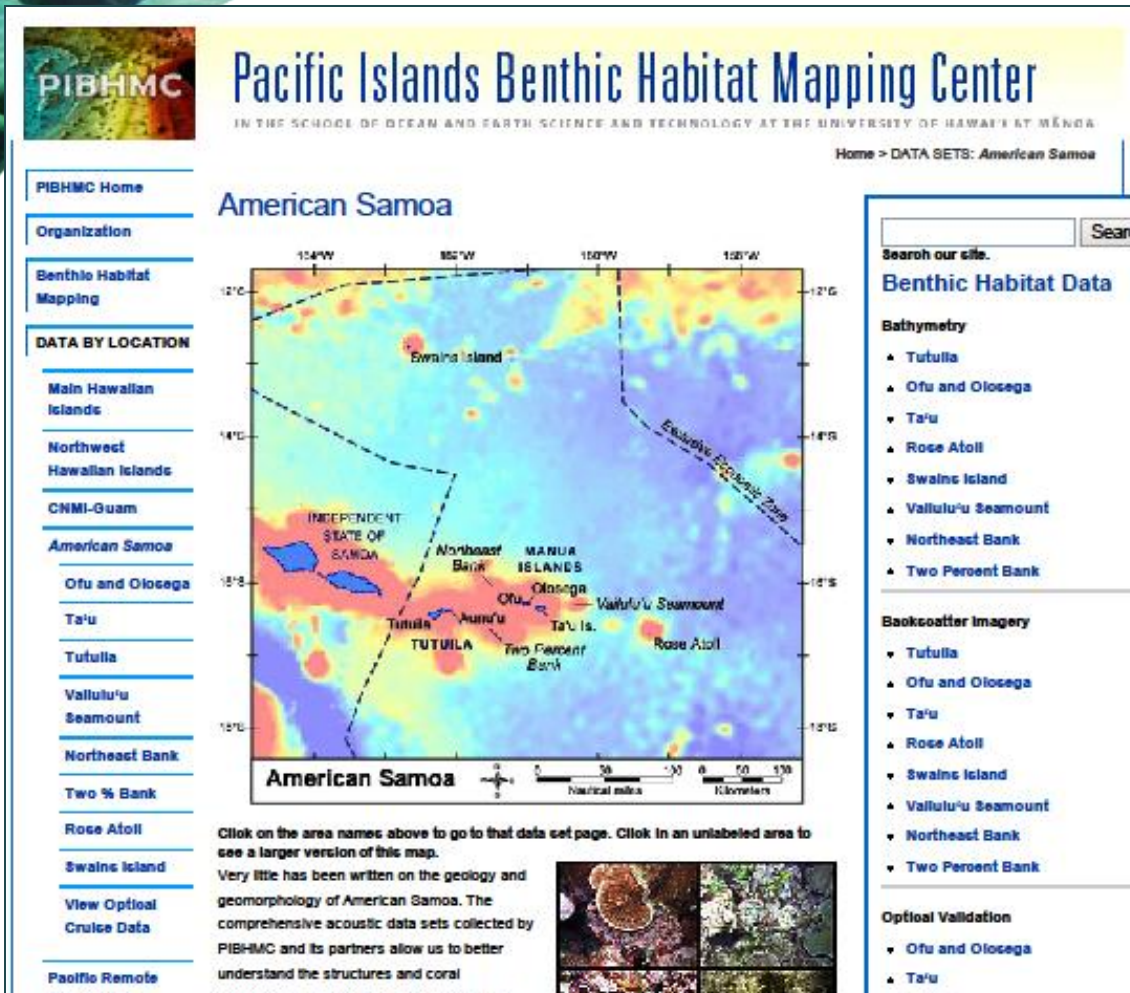 PIBHMC
Pacific Islands Benthic Habitat Mapping Center
IN THE SCHOOL OF OCEAN AND EARTH SCIENCE AND TECHNOLOGY AT THE UNIVERSITY OF HAWAI'I AT MĀNOA
Home > DATA SETS: American Samoa
PIBHMC Home
Organization
Benthic Habitat
Mapping
DATA BY LOCATION
Main Hawaiian
Islands
Northwest
Hawaiian Islands
CNMI-Guam
American Samoa
Ofu and Olosega
Ta'u
Tutuila
Vailulu'u
Seamount
Northeast Bank
Two % Bank
Rose Atoll
Swains Island
View Optical
Cruise Data
Pacific Remote
American Samoa
12°S
12°S
Swains Island
14°S
14°S
Exclusive Economic Zone
INDEPENDENT
STATE OF
SAMOA
Northeast
Bank
MANUA
ISLANDS
Olosega
Ofu
Vailulu'u Seamount
Tutuila
Aunu'u
Ta'u Is.
TUTUILA
Two Percent
Bank
Rose Atoll
American Samoa
0 50 100
Nautical miles
0 50 100
Kilometers
Click on the area names above to go to that data set page. Click in an unlabeled area to
see a larger version of this map.
Very little has been written on the geology and
geomorphology of American Samoa. The
comprehensive acoustic data sets collected by
PIBHMC and its partners allow us to better
understand the structures and coral
Search our site.
Benthic Habitat Data
Bathymetry
Tutuila
Ofu and Olosega
Ta'u
Rose Atoll
Swains Island
Vailulu'u Seamount
Northeast Bank
Two Percent Bank
Backscatter Imagery
Tutuila
Ofu and Olosega
Ta'u
Rose Atoll
Swains Island
Vailulu'u Seamount
Northeast Bank
Two Percent Bank
Optical Validation
Ofu and Olosega
Ta'u